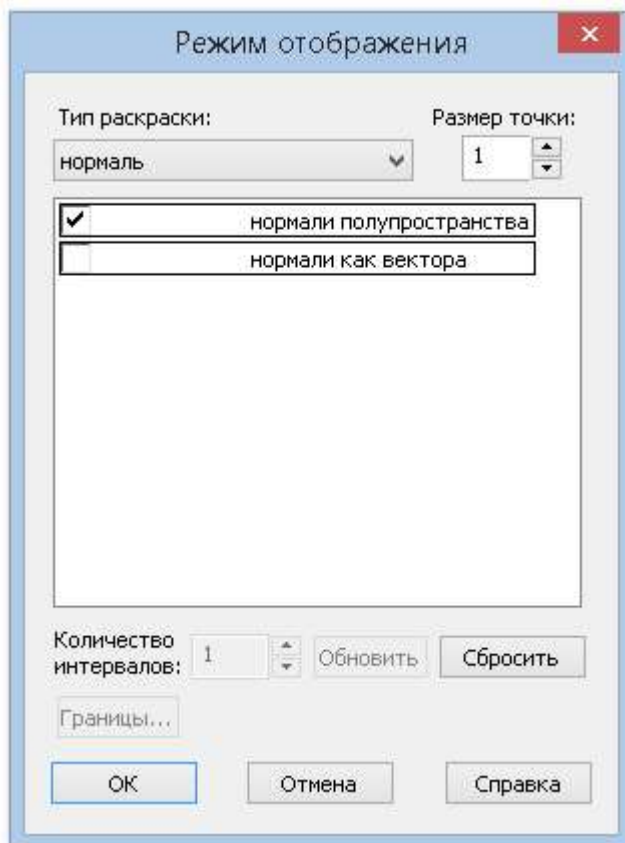 Режим отображения
Тип раскраски:
Размер точки:
нормаль
1
нормали полупространства
нормали как вектора
Количество
интервалов:
1
Обновить
Сбросить
Границы...
ОК
Отмена
Справка